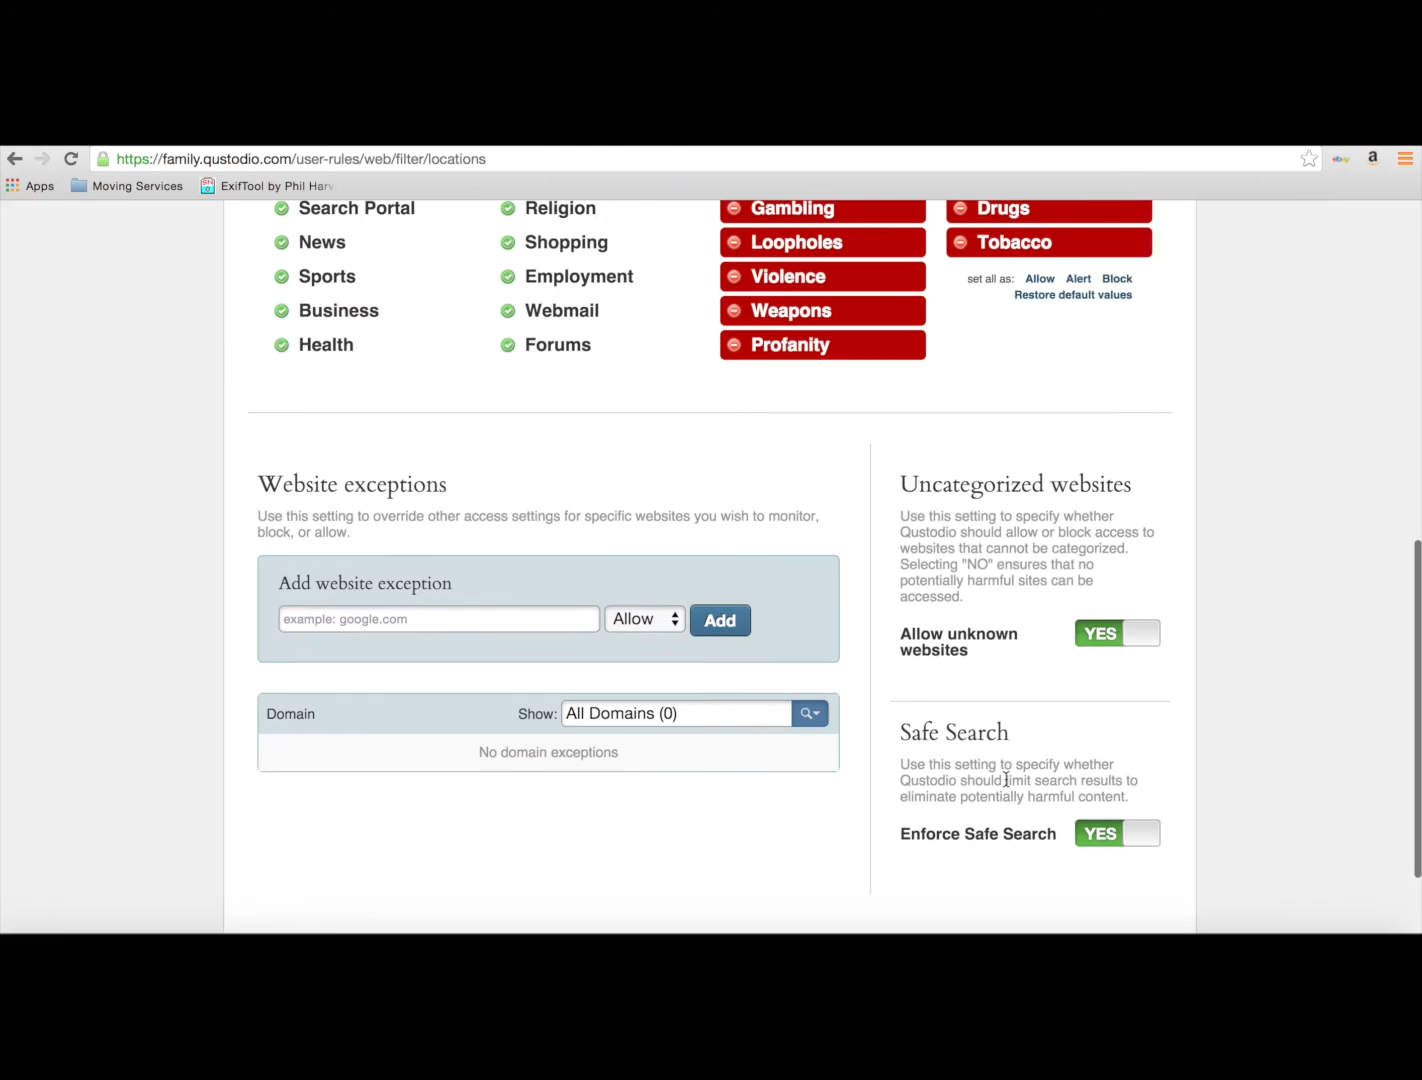 https://family.qustodio.com/user-rules/web/filter/locations
Apps Moving Services ExifTool by Phil Harv
Search Portal Religion Gambling Drugs
News Shopping Loopholes Tobacco
Sports Employment Violence set all as: Allow Alert Block
Restore default values
Business Webmail Weapons
Health Forums Profanity
Website exceptions
Use this setting to override other access settings for specific websites you wish to monitor,
block, or allow.
Add website exception
example: google.com Allow Add
Domain Show: All Domains (0)
No domain exceptions
Uncategorized websites
Use this setting to specify whether
Qustodio should allow or block access to
websites that cannot be categorized.
Selecting "NO" ensures that no
potentially harmful sites can be
accessed.
Allow unknown YES
websites
Safe Search
Use this setting to specify whether
Qustodio should limit search results to
eliminate potentially harmful content.
Enforce Safe Search YES